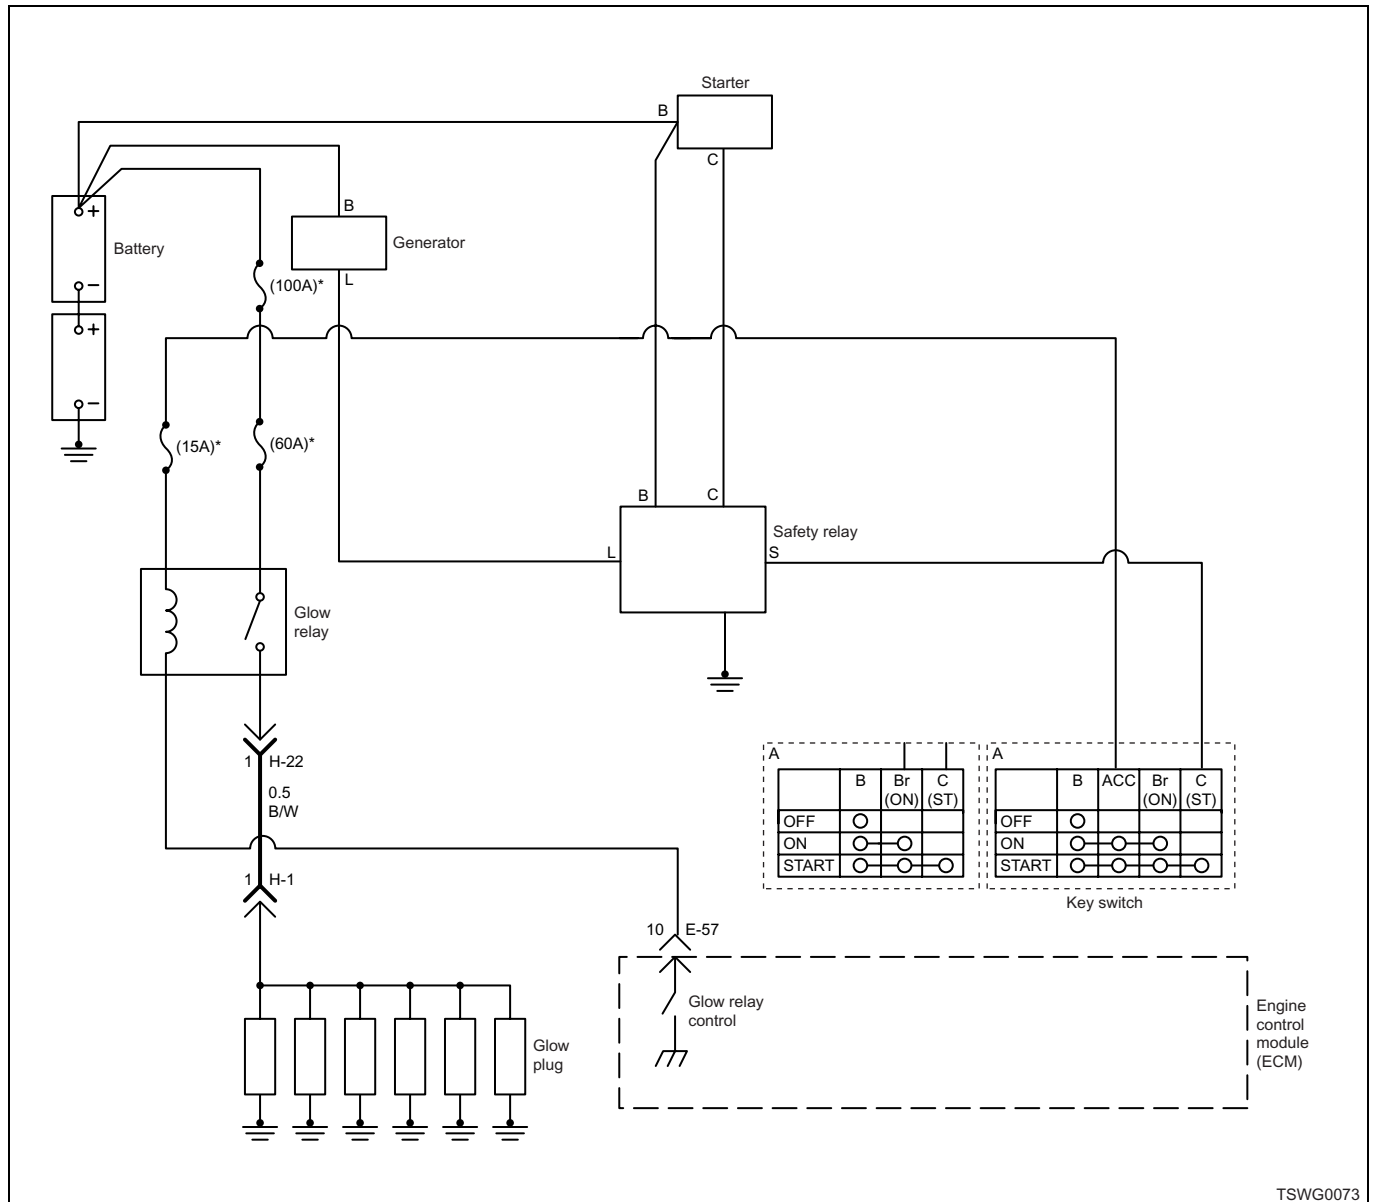 Starter
B
C
+
Battery
−
+
−
B
Generator
L
(100A)*
(15A)*
(60A)*
B
C
Safety relay
L
S
Glow
relay
1 H-22
0.5
B/W
1 H-1
A
B Br C
(ON) (ST)
OFF
ON
START
A
B ACC Br C
(ON) (ST)
OFF
ON
START
Key switch
10 E-57
Glow relay
control
Engine
control
module
(ECM)
Glow
plug
TSWG0073